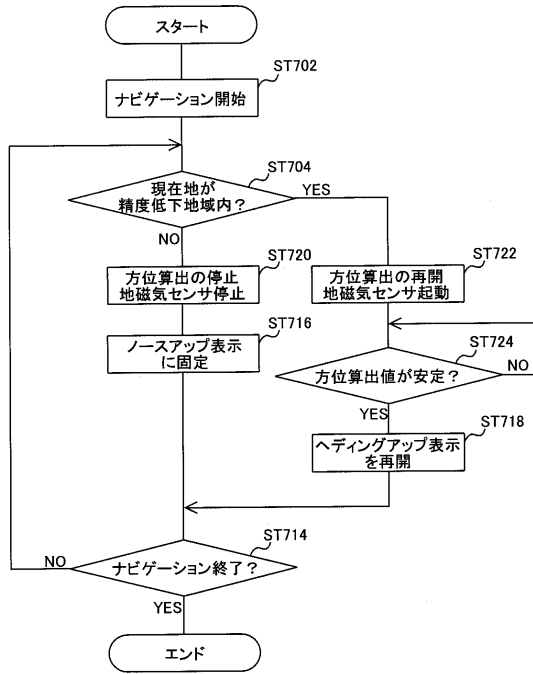 スタート
ST702
ナビゲーション開始
ST704
現在地が
精度低下地域内?
YES
NO
ST720
方位算出の停止
地磁気センサ停止
ST722
方位算出の再開
地磁気センサ起動
ST716
ノースアップ表示
に固定
ST724
方位算出値が安定?
NO
YES
ST718
ヘディングアップ表示
を再開
ST714
ナビゲーション終了?
NO
YES
エンド